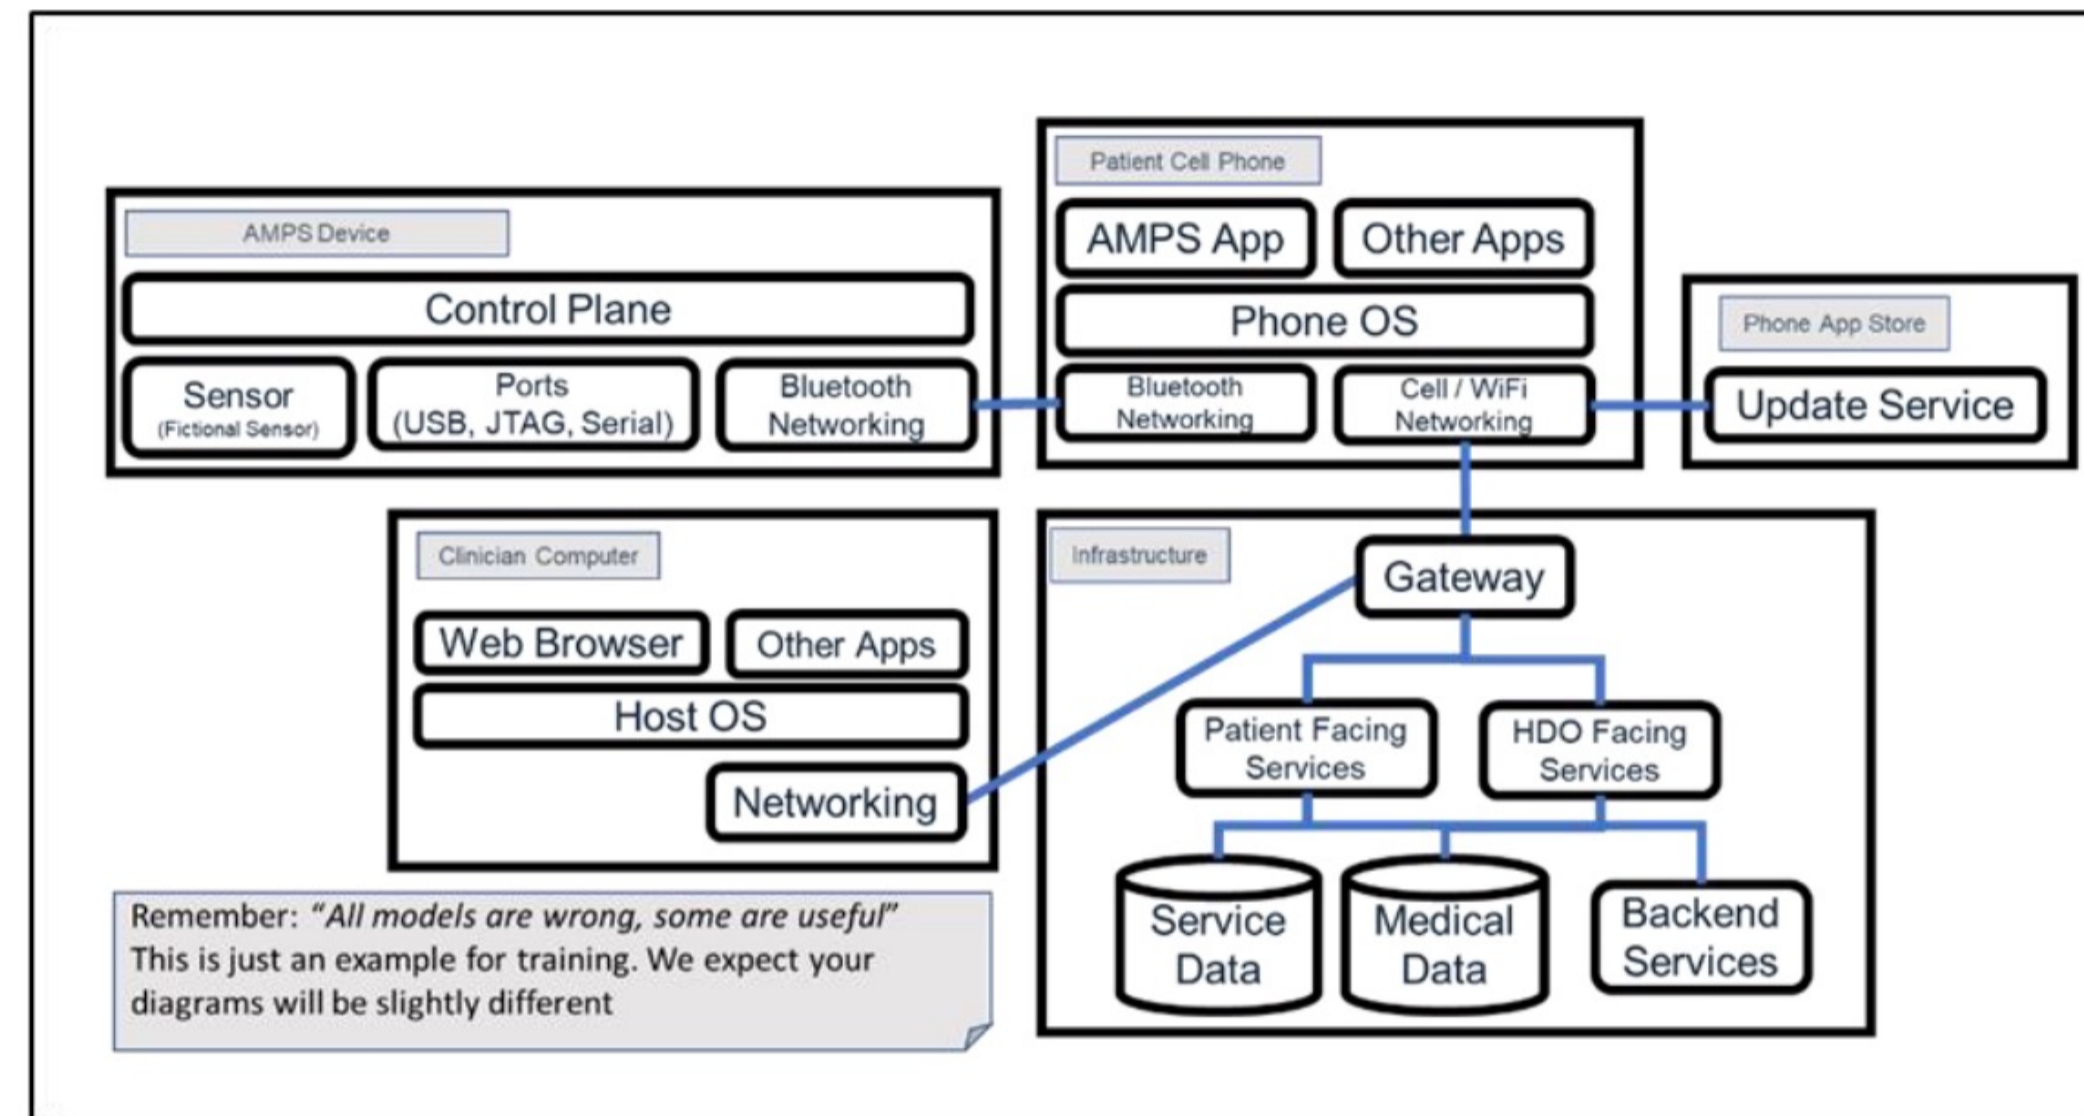 Patient Cell Phone
AMPS App
Other Apps
Phone OS
Bluetooth
Networking
Cell / WiFi
Networking
AMPS Device
Control Plane
Sensor
(Fictional Sensor)
Ports
(USB, JTAG, Serial)
Bluetooth
Networking
Phone App Store
Update Service
Clinician Computer
Web Browser
Other Apps
Host OS
Networking
Infrastructure
Gateway
Patient Facing
Services
HDO Facing
Services
Service
Data
Medical
Data
Backend
Services
Remember: “All models are wrong, some are useful”
This is just an example for training. We expect your
diagrams will be slightly different